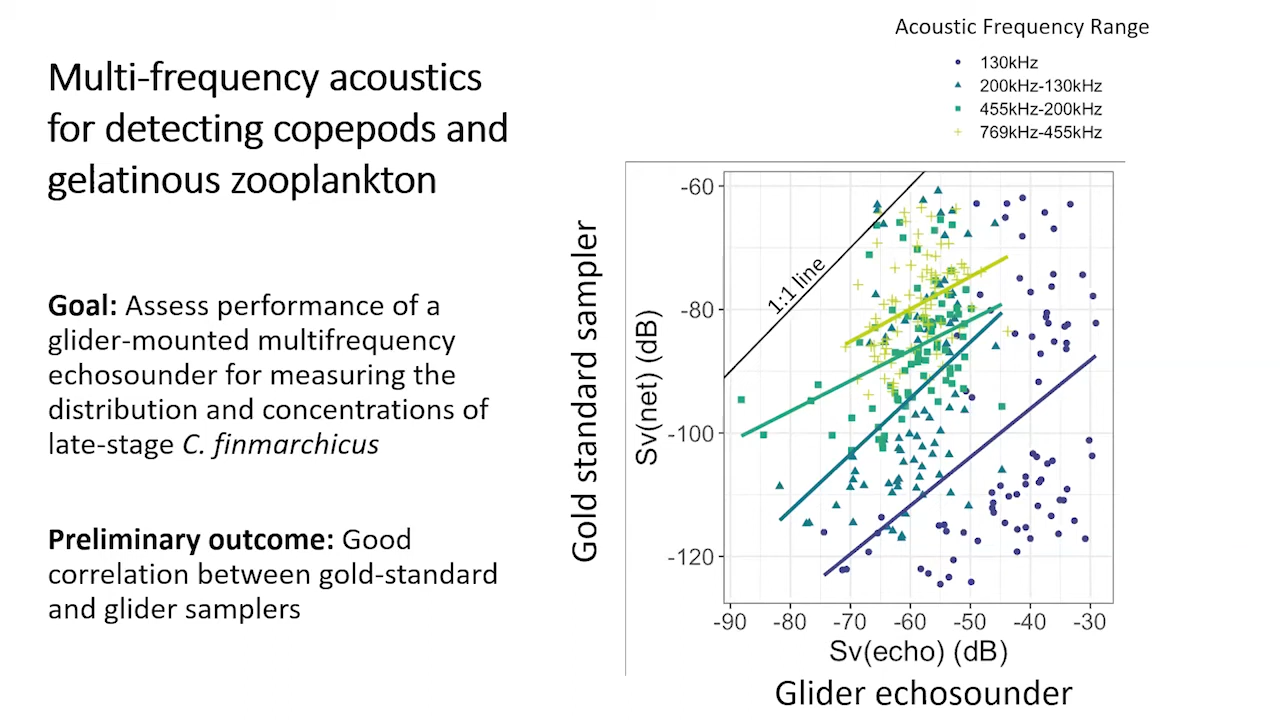 Multi-frequency acoustics
for detecting copepods and
gelatinous zooplankton
Goal: Assess performance of a
glider-mounted multifrequency
echosounder for measuring the
distribution and concentrations of
late-stage C. finmarchicus
Preliminary outcome: Good
correlation between gold-standard
and glider samplers
Acoustic Frequency Range
130kHz
200kHz-130kHz
455kHz-200kHz
769kHz-455kHz
Gold standard sampler
Sv(net) (dB)
-60
-80
-100
-120
1:1 line
-90 -80 -70 -60 -50 -40 -30
Sv(echo) (dB)
Glider echosounder